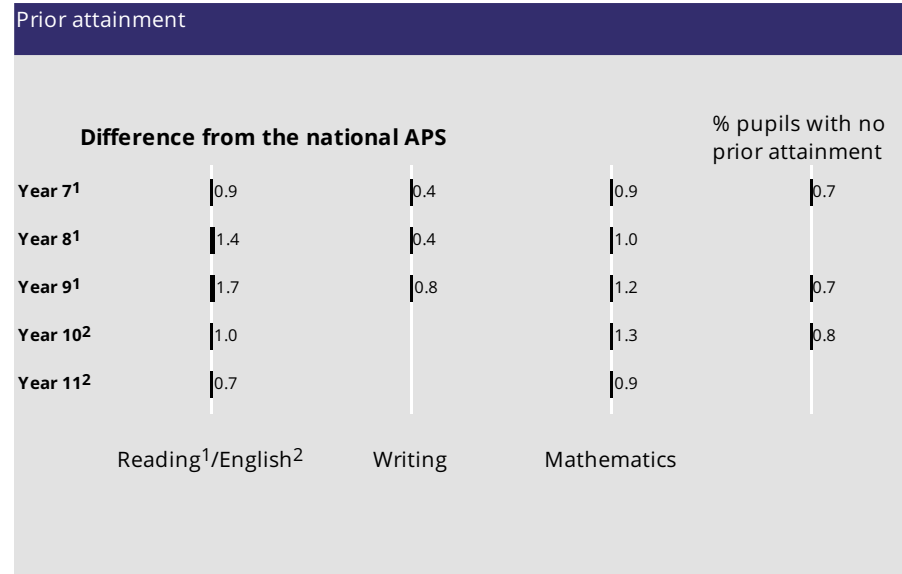 Prior attainment
Difference from the national APS
% pupils with no
prior attainment
Year 7¹ 0.9 0.4 0.9 0.7
Year 8¹ 1.4 0.4 1.0
Year 9¹ 1.7 0.8 1.2 0.7
Year 10² 1.0 1.3 0.8
Year 11² 0.7 0.9
Reading¹/English² Writing Mathematics